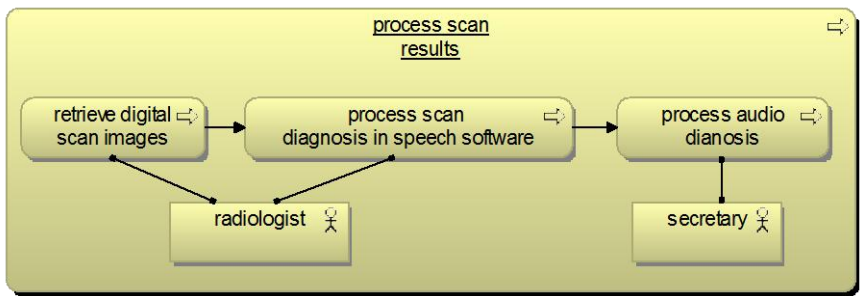 process scan
results
retrieve digital
scan images
process scan
diagnosis in speech software
process audio
dianosis
radiologist
secretary